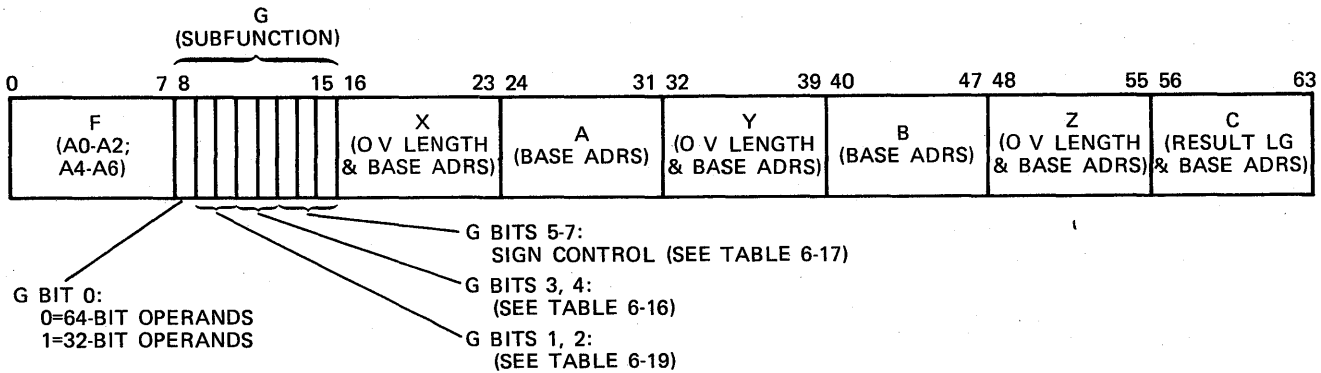 G
(SUBFUNCTION)
0 7 8 15 16 23 24 31 32 39 40 47 48 55 56 63
F
(A0-A2;
A4-A6)
X
(O V LENGTH
& BASE ADRS)
A
(BASE ADRS)
Y
(O V LENGTH
& BASE ADRS)
B
(BASE ADRS)
Z
(O V LENGTH
& BASE ADRS)
C
(RESULT LG
& BASE ADRS)
G BITS 5-7:
SIGN CONTROL (SEE TABLE 6-17)
G BITS 3, 4:
(SEE TABLE 6-16)
G BITS 1, 2:
(SEE TABLE 6-19)
G BIT 0:
0=64-BIT OPERANDS
1=32-BIT OPERANDS